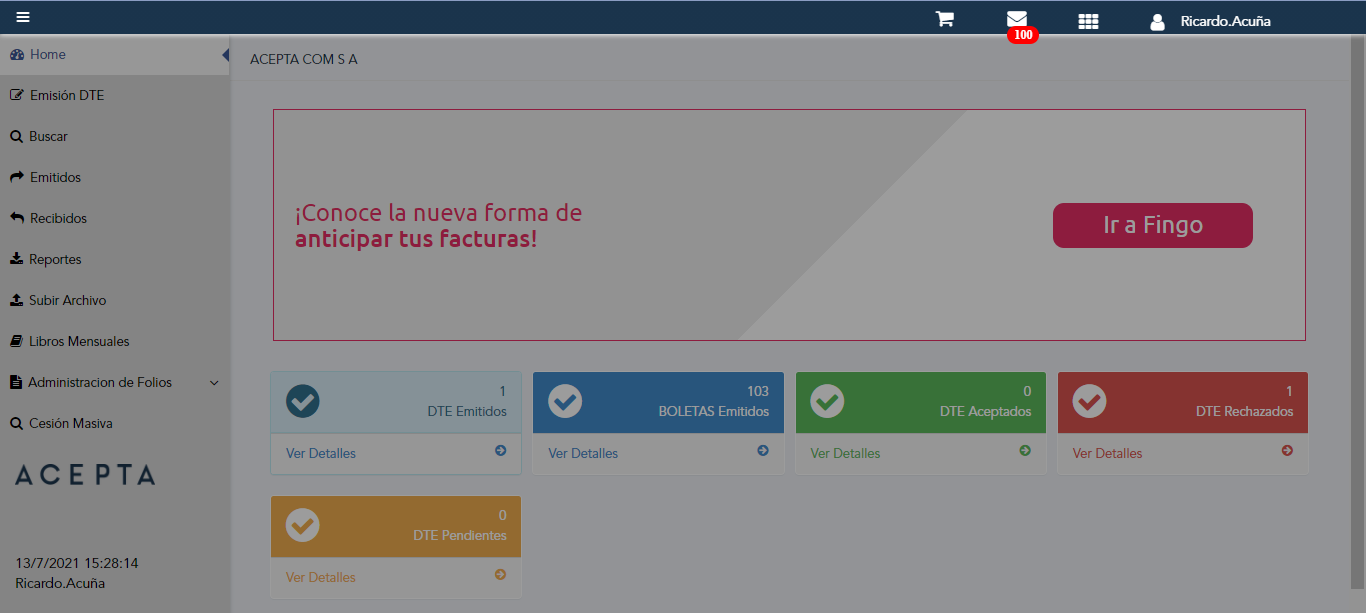 100
Ricardo.Acuña
Home
ACEPTA COM S A
Emisión DTE
Buscar
Emitidos
Recibidos
Reportes
Subir Archivo
Libros Mensuales
Administracion de Folios
Cesión Masiva
ACEPTA
13/7/2021 15:28:14
Ricardo.Acuña
¡Conoce la nueva forma de
anticipar tus facturas!
Ir a Fingo
1
DTE Emitidos
Ver Detalles
103
BOLETAS Emitidos
Ver Detalles
0
DTE Aceptados
Ver Detalles
1
DTE Rechazados
Ver Detalles
0
DTE Pendientes
Ver Detalles